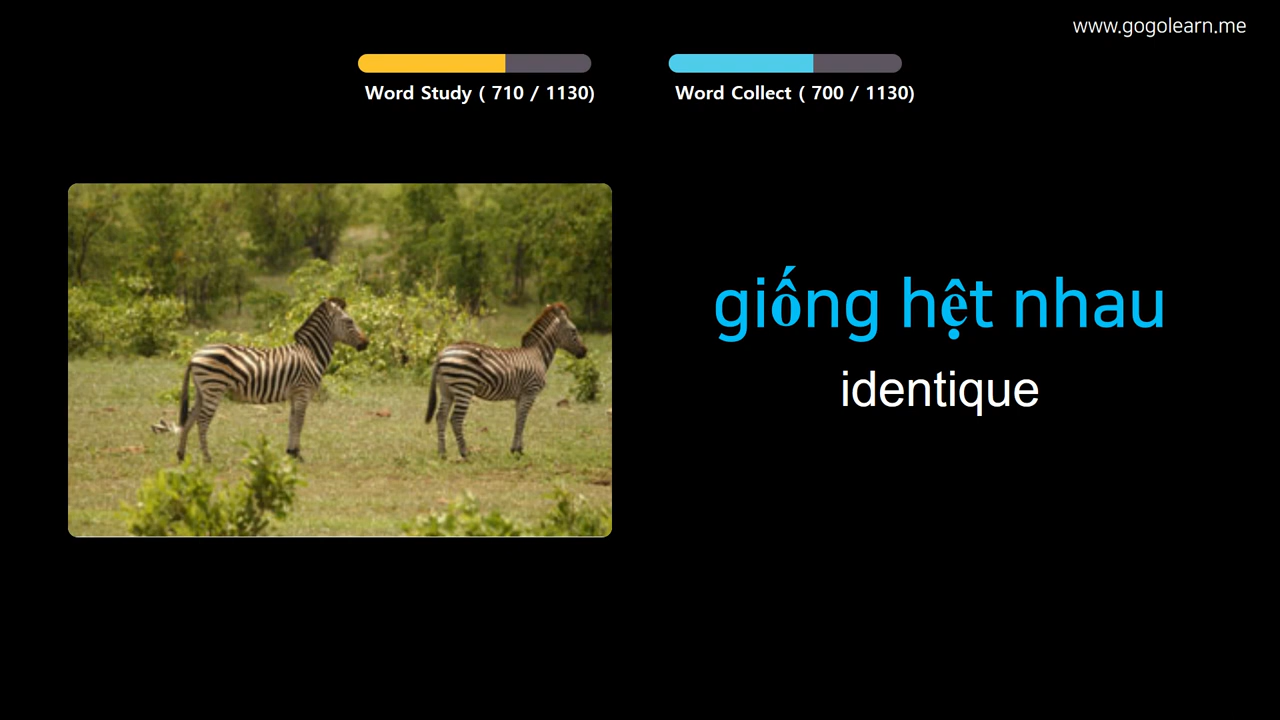 www.gogolearn.me
Word Study ( 710 / 1130)
Word Collect ( 700 / 1130)
giống hệt nhau
identique